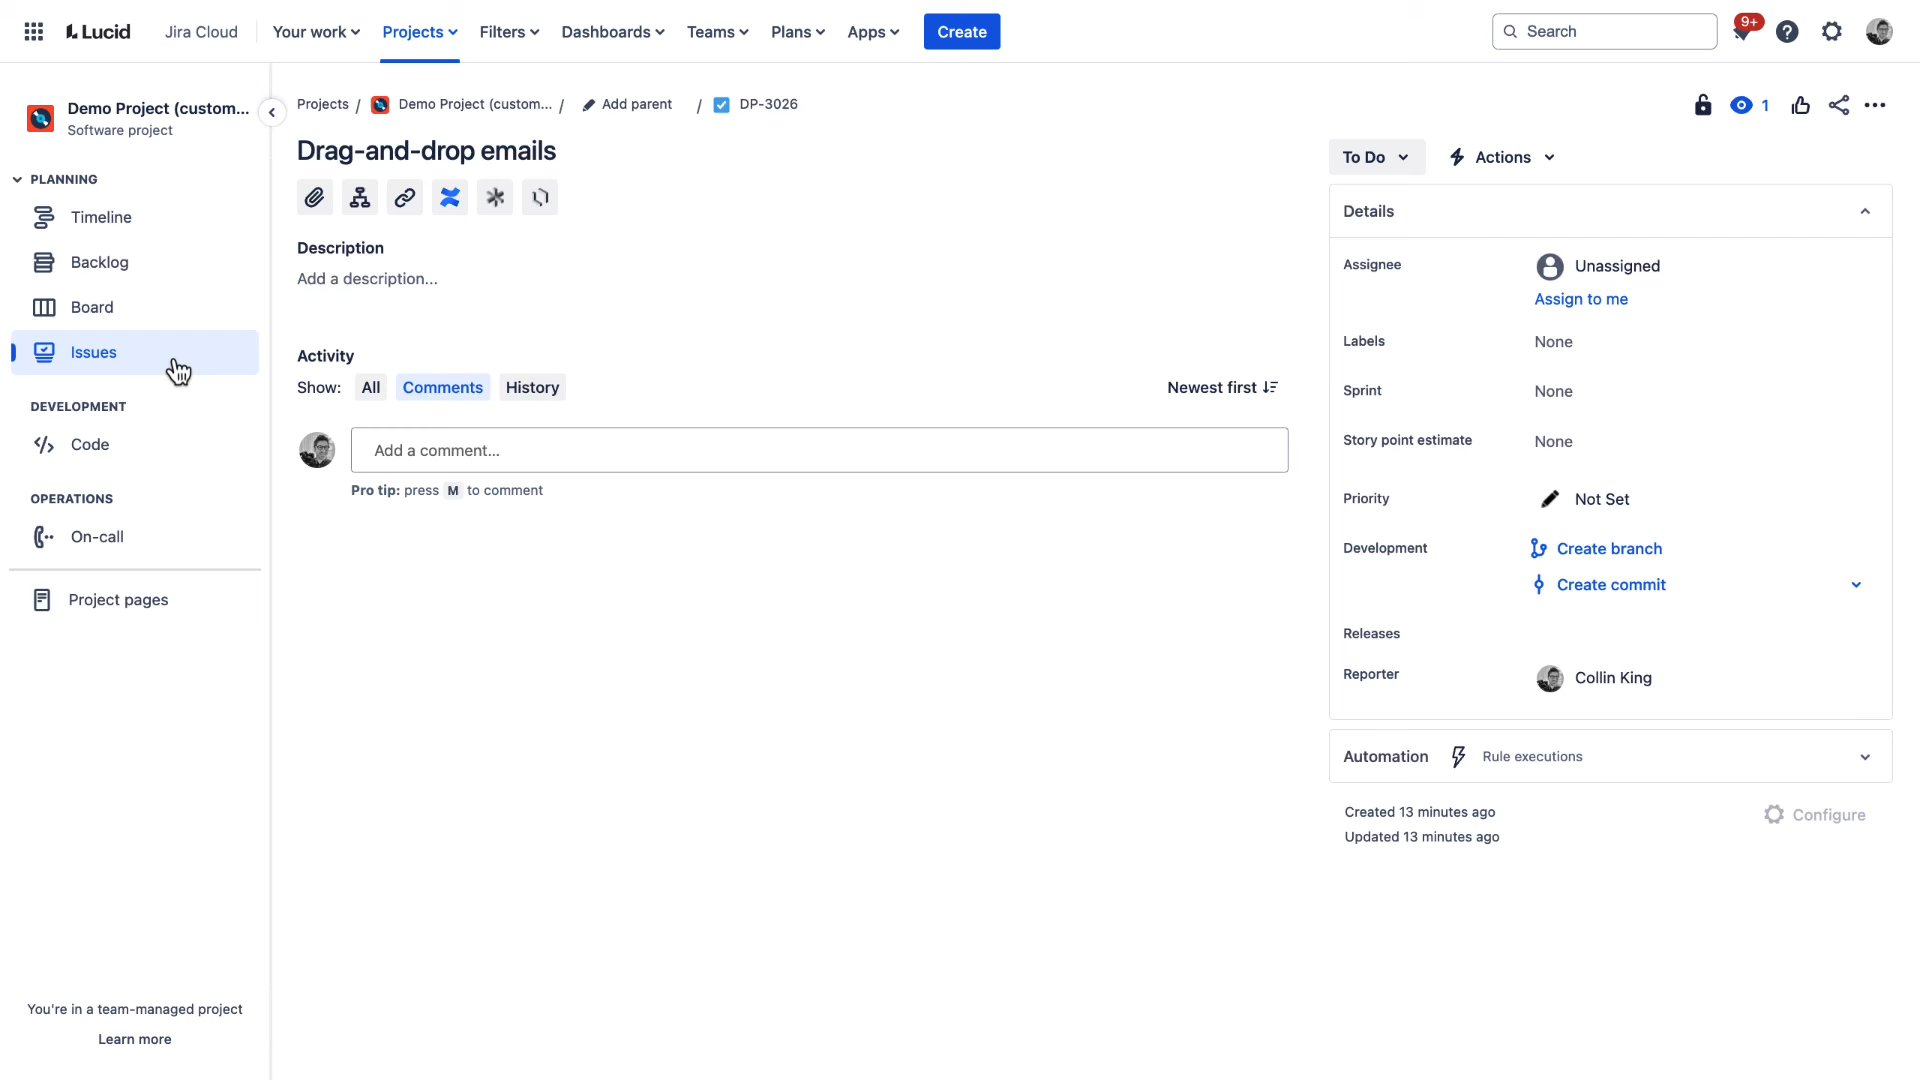 Lucid
Jira Cloud
Your work
Projects
Filters
Dashboards
Teams
Plans
Apps
Create
Search
9+
Demo Project (custom...
Software project
PLANNING
Timeline
Backlog
Board
Issues
DEVELOPMENT
Code
OPERATIONS
On-call
Project pages
You're in a team-managed project
Learn more
Projects / Demo Project (custom... / Add parent / DP-3026
1
Drag-and-drop emails
Description
Add a description...
Activity
Show: All Comments History
Newest first
Add a comment...
Pro tip: press M to comment
To Do
Actions
Details
Assignee
Unassigned
Assign to me
Labels
None
Sprint
None
Story point estimate
None
Priority
Not Set
Development
Create branch
Create commit
Releases
Reporter
Collin King
Automation
Rule executions
Created 13 minutes ago
Configure
Updated 13 minutes ago